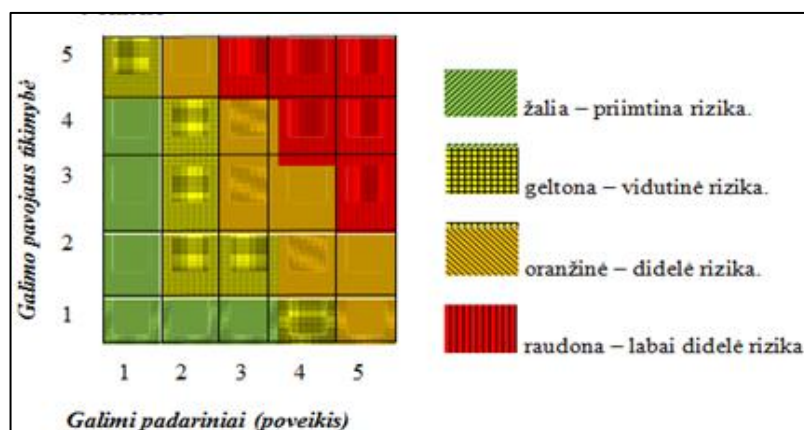 5
4
3
2
1
Galimo pavojaus tikimybė
1 2 3 4 5
Galimi padariniai (poveikis)
žalia – priimtina rizika.
geltona – vidutinė rizika.
oranžinė – didelė rizika.
raudona – labai didelė rizika